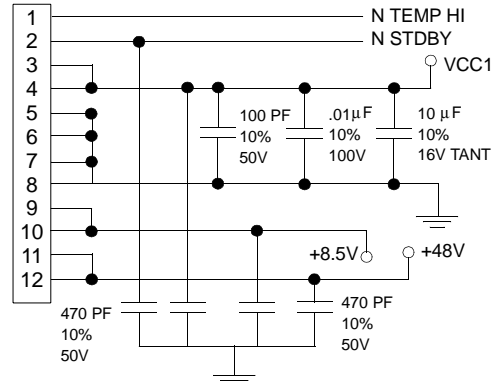 1
N TEMP HI
2
N STDBY
3
VCC1
4
5
100 PF
10%
50V
.01μF
10%
100V
10 μF
10%
16V TANT
6
7
8
9
10
11
+8.5V
+48V
12
470 PF
10%
50V
470 PF
10%
50V